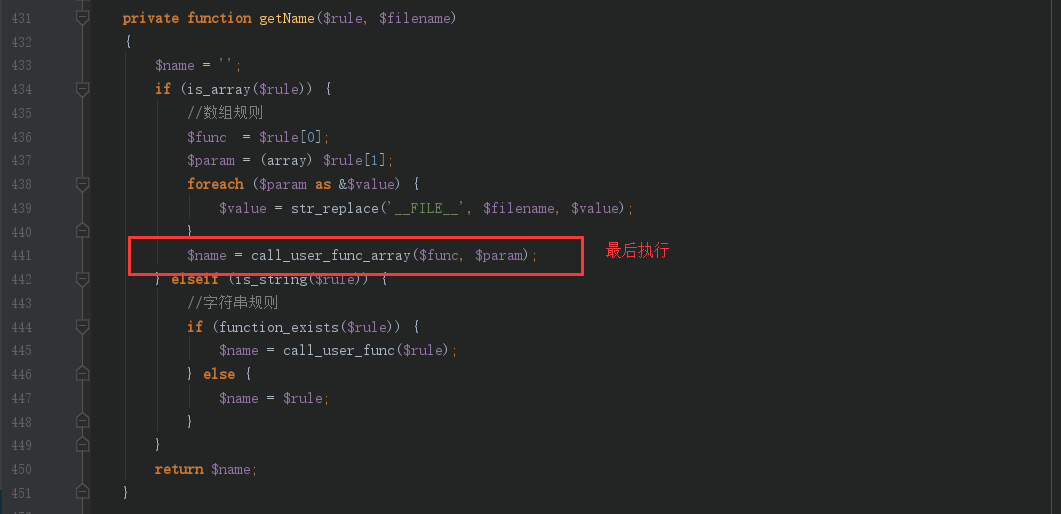 431 private function getName($rule, $filename)
432 {
433 $name = '';
434 if (is_array($rule)) {
435 //数组规则
436 $func  = $rule[0];
437 $param = (array) $rule[1];
438 foreach ($param as &$value) {
439 $value = str_replace('__FILE__', $filename, $value);
440 }
441 $name = call_user_func_array($func, $param); 最后执行
442 } elseif (is_string($rule)) {
443 //字符串规则
444 if (function_exists($rule)) {
445 $name = call_user_func($rule);
446 } else {
447 $name = $rule;
448 }
449 }
450 return $name;
451 }